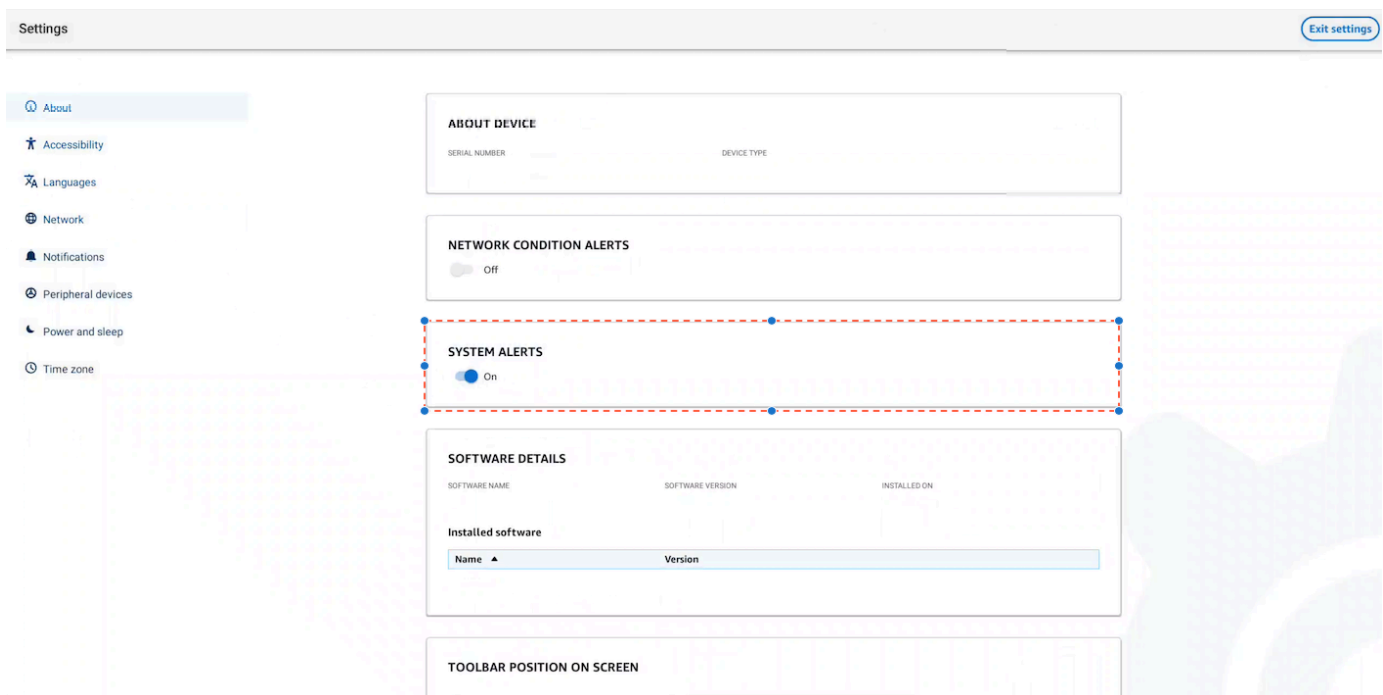 Settings
Exit settings
About
Accessibility
Languages
Network
Notifications
Peripheral devices
Power and sleep
Time zone
ABOUT DEVICE
SERIAL NUMBER DEVICE TYPE
NETWORK CONDITION ALERTS
Off
SYSTEM ALERTS
On
SOFTWARE DETAILS
SOFTWARE NAME SOFTWARE VERSION INSTALLED ON
Installed software
Name Version
TOOLBAR POSITION ON SCREEN